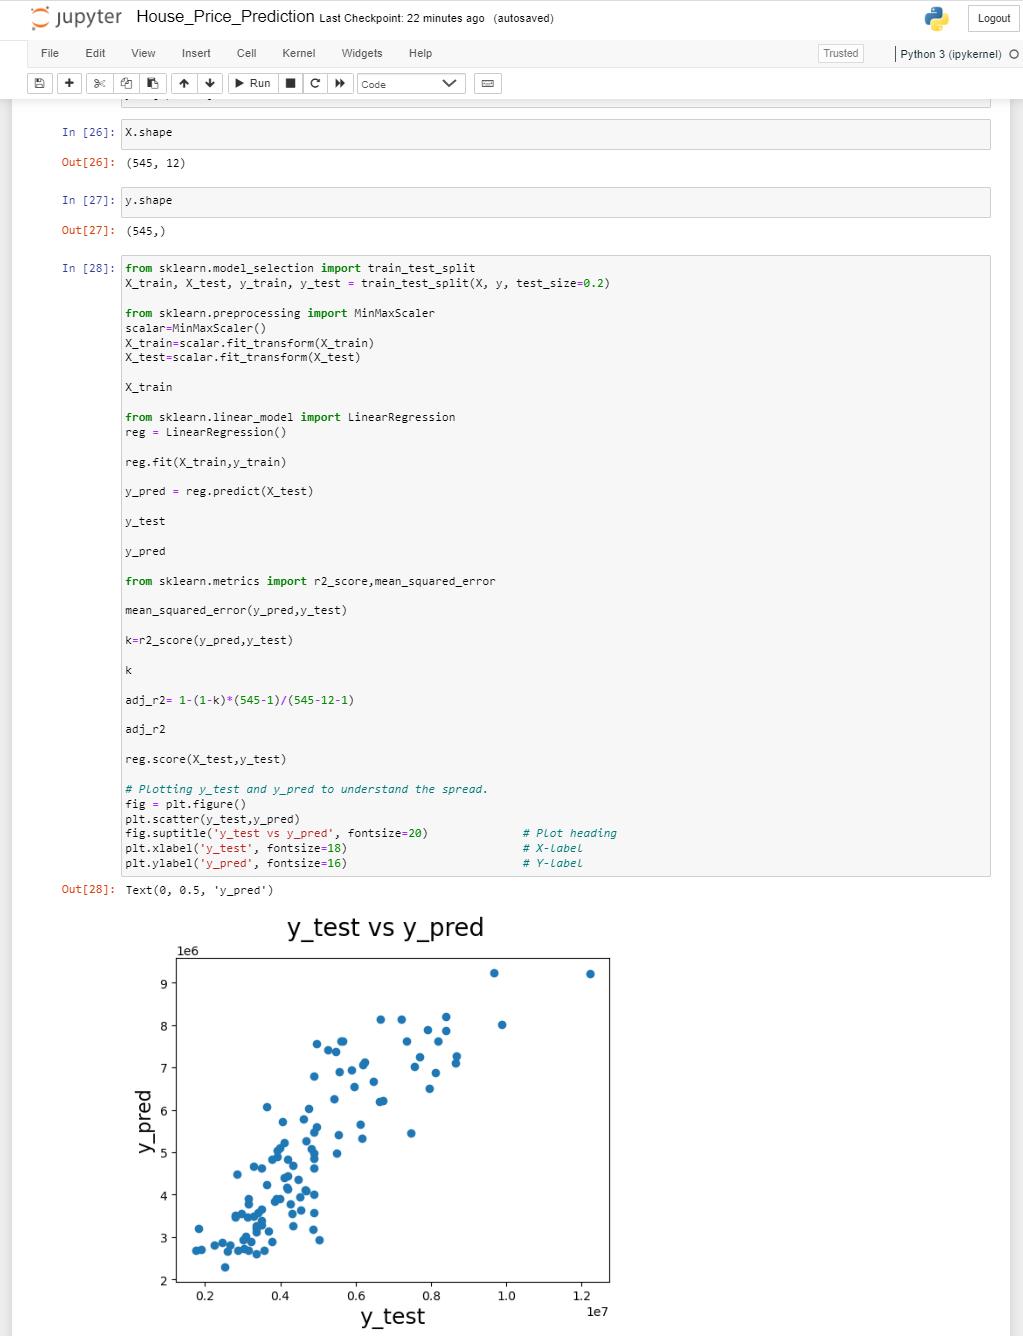 jupyter House_Price_Prediction Last Checkpoint: 22 minutes ago (autosaved)
Logout
File Edit View Insert Cell Kernel Widgets Help
Trusted
Python 3 (ipykernel)
Run
Code
In [26]: X.shape
Out[26]: (545, 12)
In [27]: y.shape
Out[27]: (545,)
In [28]: from sklearn.model_selection import train_test_split
X_train, X_test, y_train, y_test = train_test_split(X, y, test_size=0.2)
from sklearn.preprocessing import MinMaxScaler
scalar=MinMaxScaler()
X_train=scalar.fit_transform(X_train)
X_test=scalar.fit_transform(X_test)
X_train
from sklearn.linear_model import LinearRegression
reg = LinearRegression()
reg.fit(X_train,y_train)
y_pred = reg.predict(X_test)
y_test
y_pred
from sklearn.metrics import r2_score,mean_squared_error
mean_squared_error(y_pred,y_test)
k=r2_score(y_pred,y_test)
k
adj_r2= 1-(1-k)*(545-1)/(545-12-1)
adj_r2
reg.score(X_test,y_test)
# Plotting y_test and y_pred to understand the spread.
fig = plt.figure()
plt.scatter(y_test,y_pred)
fig.suptitle('y_test vs y_pred', fontsize=20) # Plot heading
plt.xlabel('y_test', fontsize=18) # X-label
plt.ylabel('y_pred', fontsize=16) # Y-label
Out[28]: Text(0, 0.5, 'y_pred')
y_test vs y_pred
1e6
9
8
7
6
y_pred
5
4
3
2
0.2 0.4 0.6 0.8 1.0 1.2
1e7
y_test